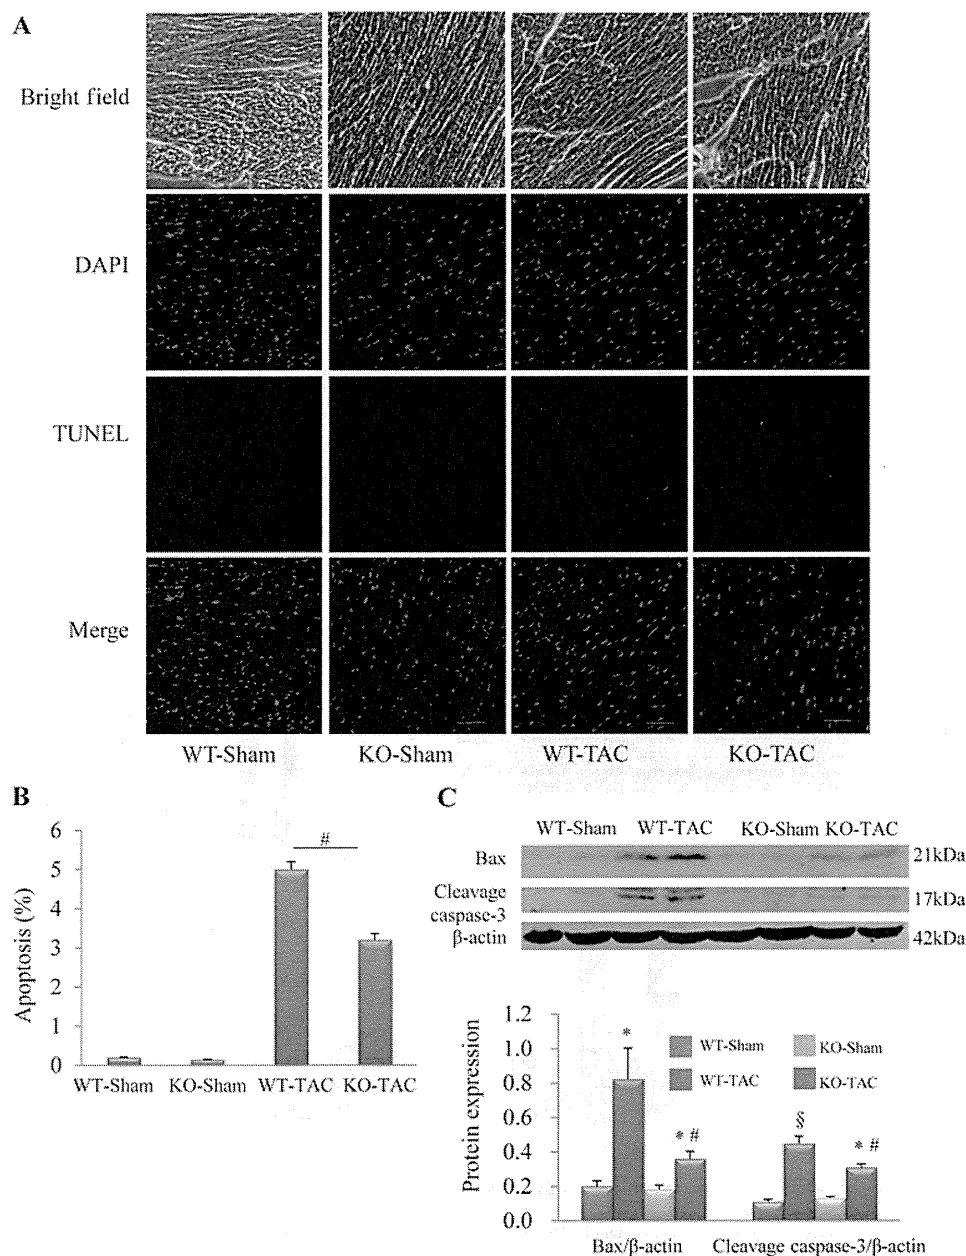 A
Bright field
DAPI
TUNEL
Merge
WT-Sham KO-Sham WT-TAC KO-TAC
B
6
5
4
3
2
1
0
Apoptosis (%)
#
WT-Sham KO-Sham WT-TAC KO-TAC
C
WT-Sham WT-TAC KO-Sham KO-TAC
Bax 21kDa
Cleavage caspase-3 17kDa
β-actin 42kDa
1.2
1.0
0.8
0.6
0.4
0.2
0.0
Protein expression
WT-Sham KO-Sham
WT-TAC KO-TAC
*
* #
§
* #
Bax/β-actin Cleavage caspase-3/β-actin